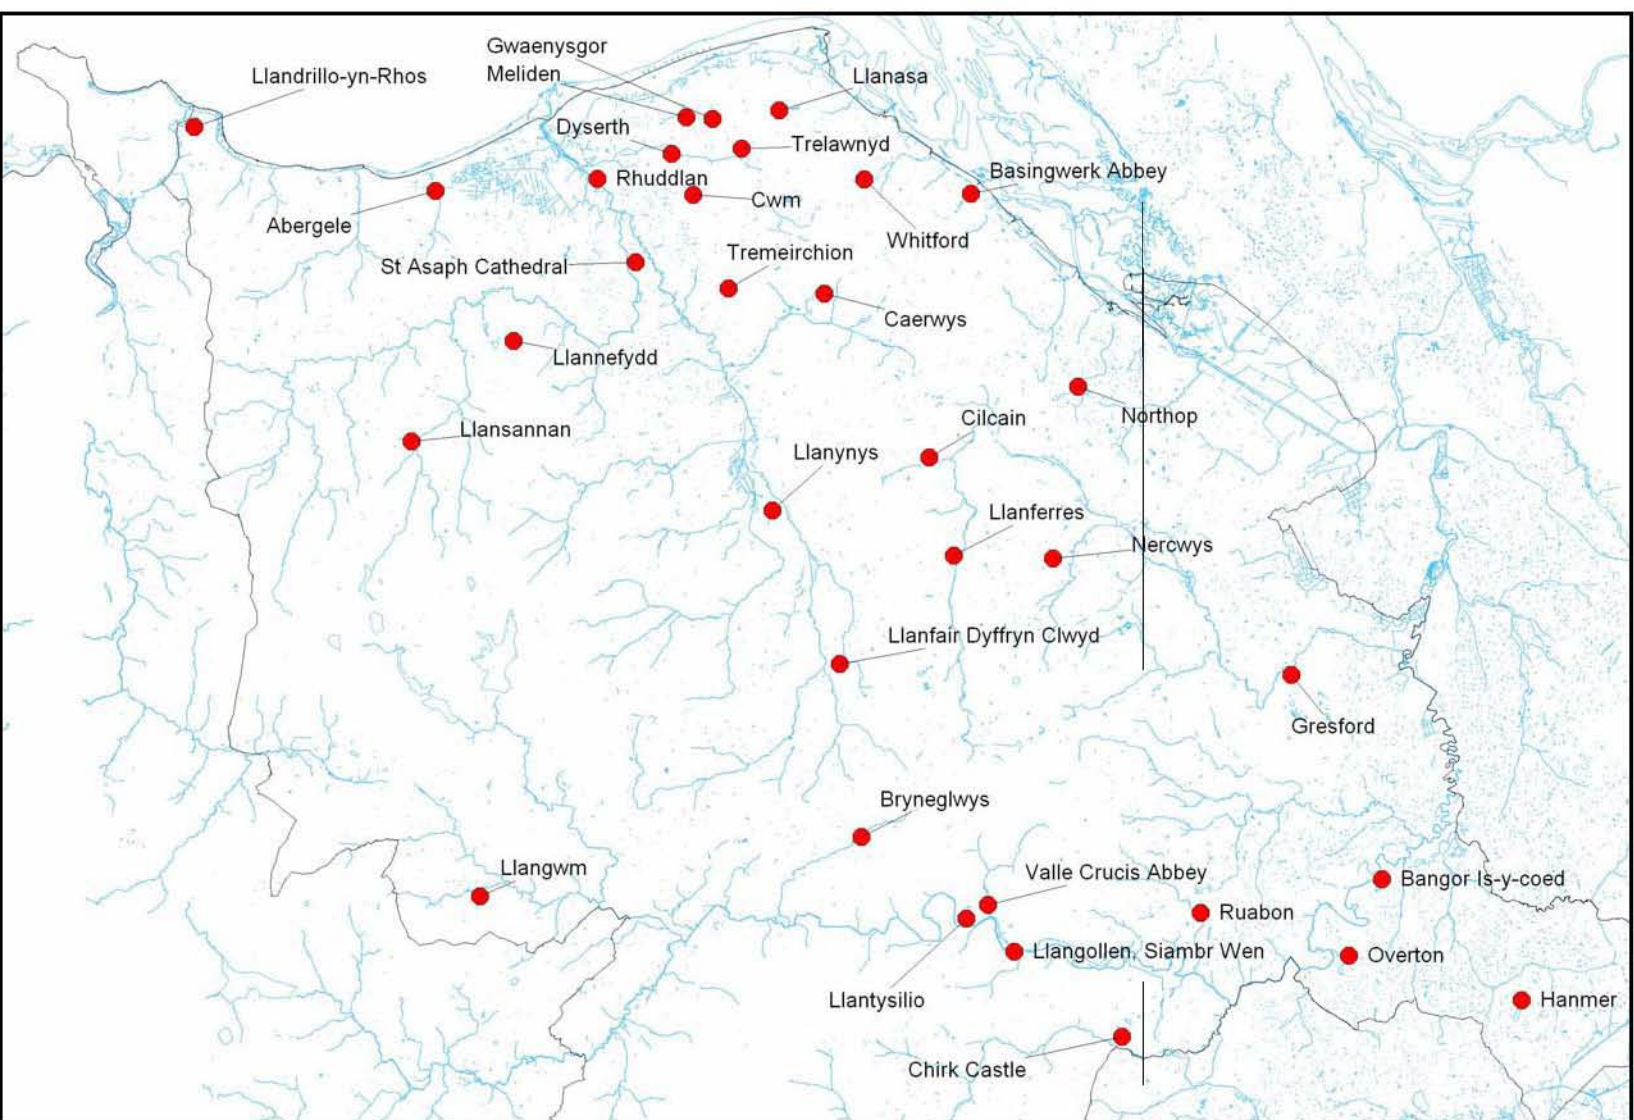 Gwaenysgor
Meliden
Llandrillo-yn-Rhos
Llanasa
Dyserth
Trelawnyd
Basingwerk Abbey
Rhuddlan
Cwm
Abergele
Whitford
Tremeirchion
St Asaph Cathedral
Caerwys
Llannefydd
Northop
Cilcain
Llansannan
Llanynys
Llanferres
Nercwys
Llanfair Dyffryn Clwyd
Gresford
Bryneglwys
Llangwm
Valle Crucis Abbey
Bangor Is-y-coed
Ruabon
Llangollen, Siambr Wen
Overton
Llantysilio
Hanmer
Chirk Castle